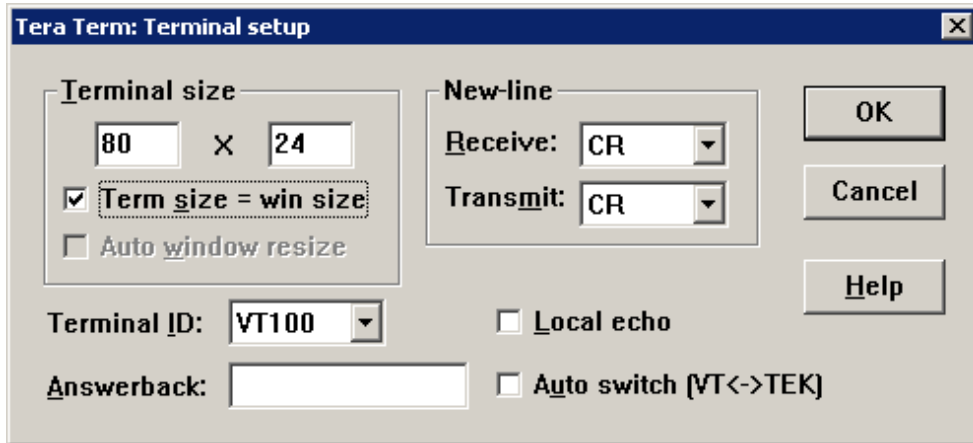 Tera Term: Terminal setup
Terminal size
80 X 24
Term size = win size
Auto window resize
New-line
Receive: CR
Transmit: CR
OK
Cancel
Help
Terminal ID: VT100
Local echo
Answerback:
Auto switch (VT<->TEK)